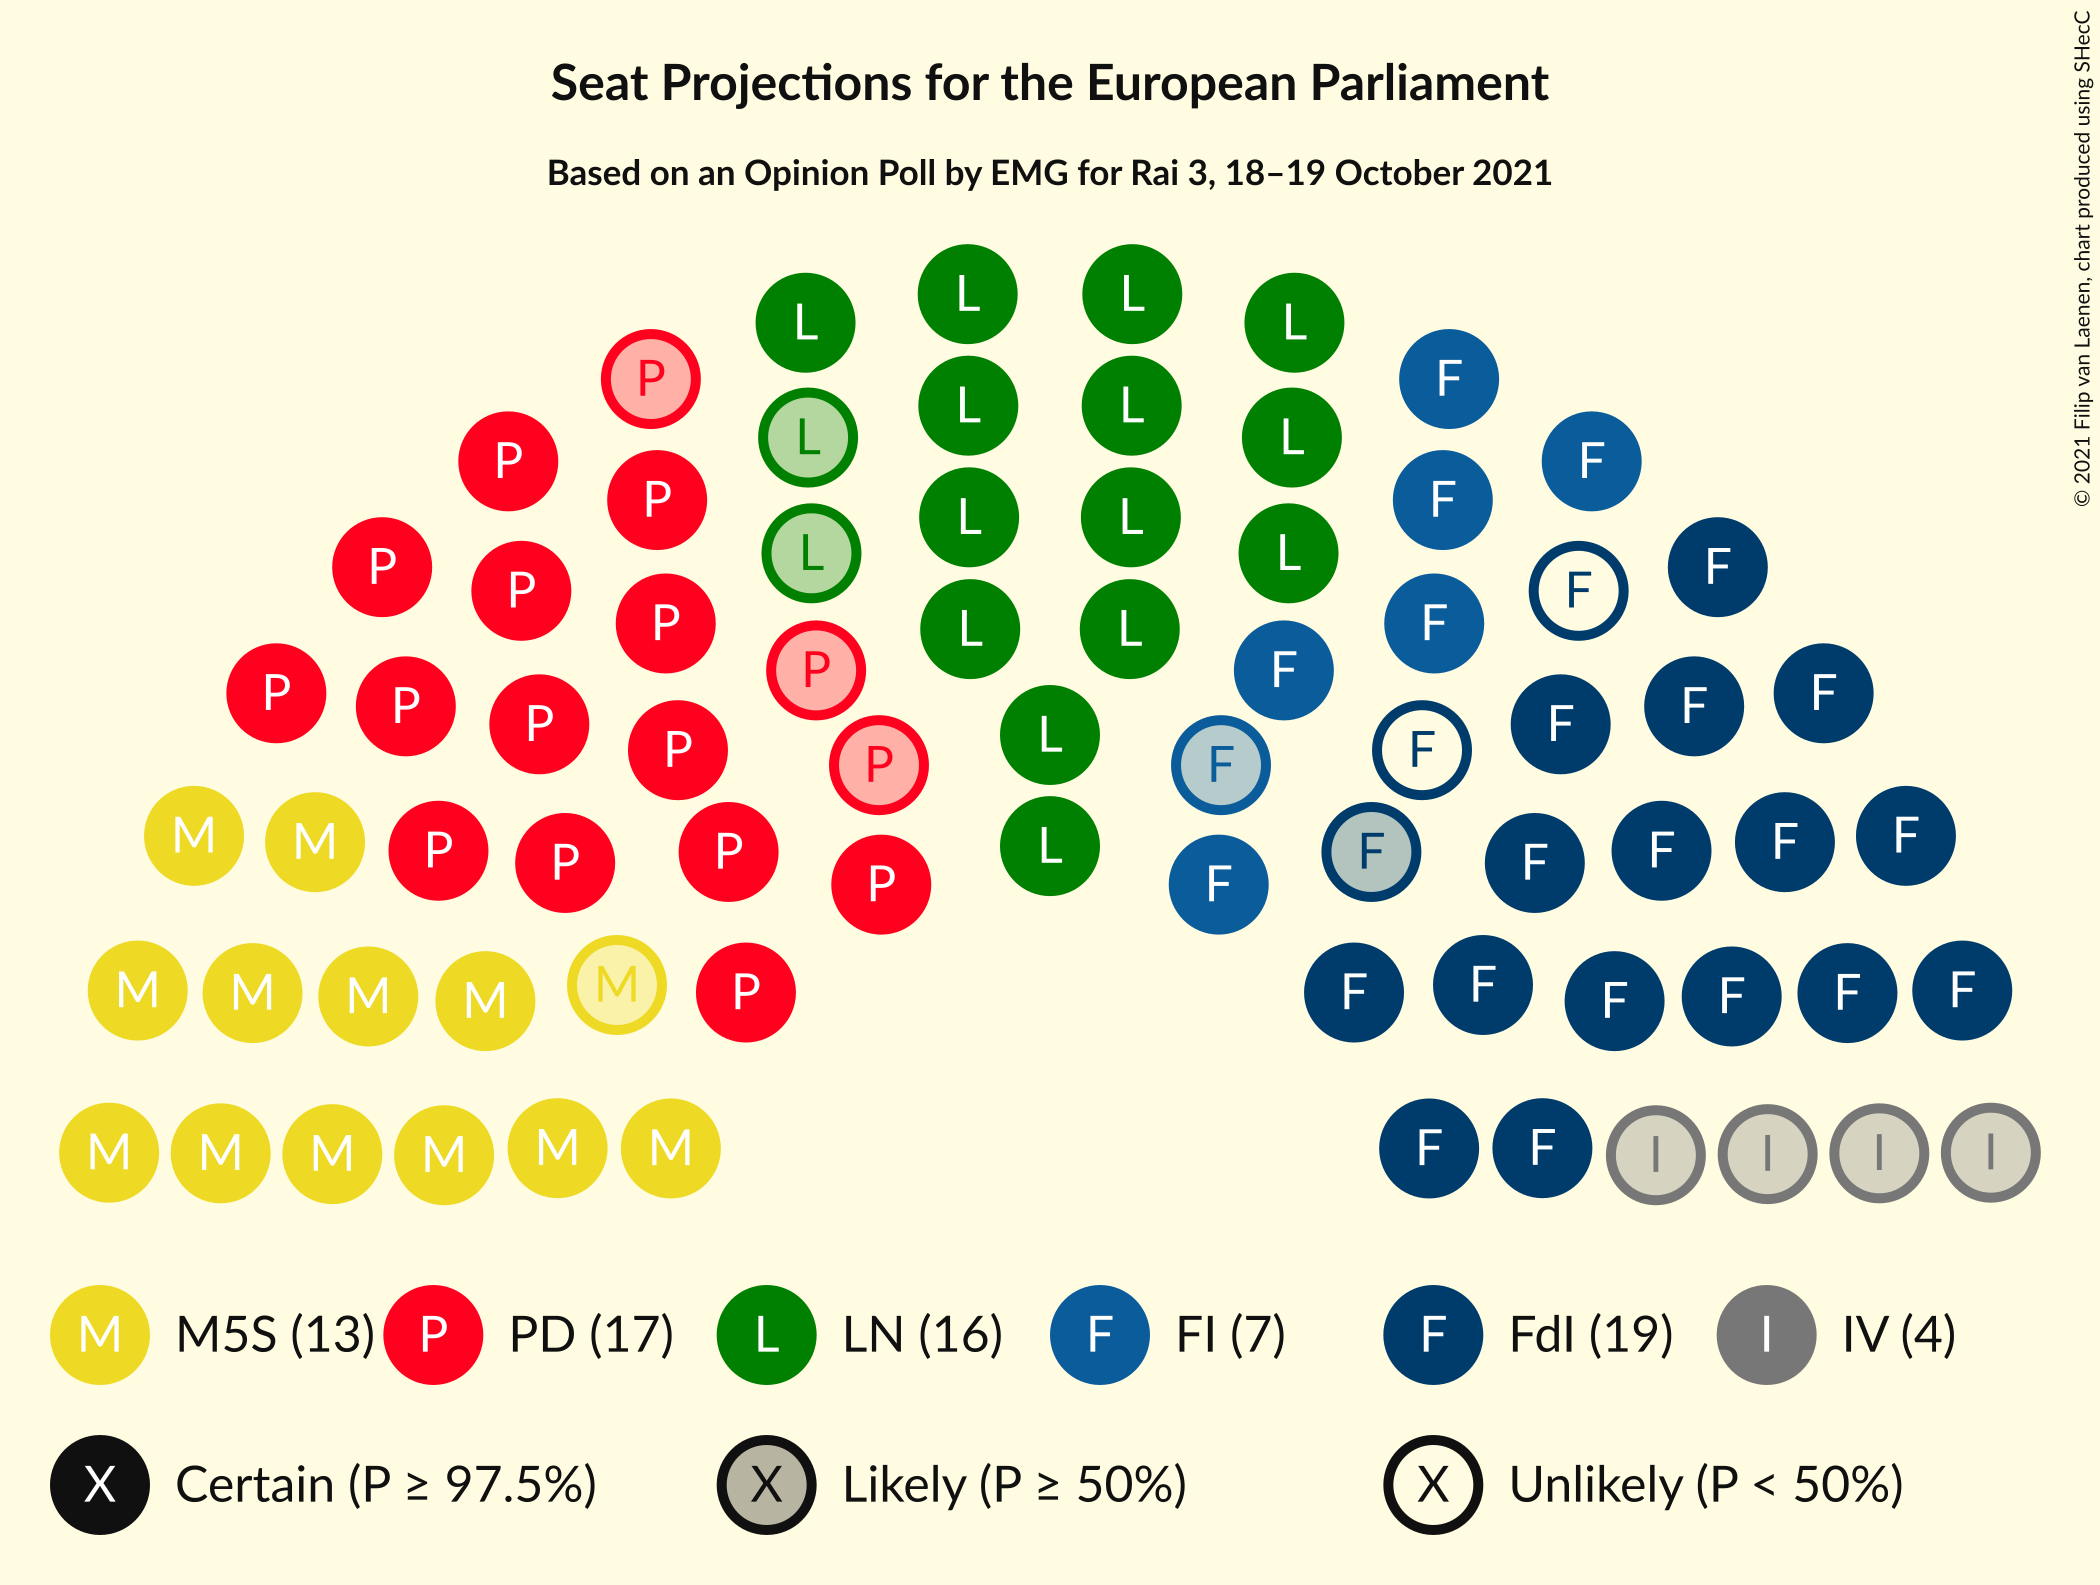 Seat Projections for the European Parliament
Based on an Opinion Poll by EMG for Rai 3, 18–19 October 2021
© 2021 Filip van Laenen, chart produced using SHecC
L L
L L
P F
L L
L L
P F
P F
L L
L L
P F
P F
P F
L L
P F
P F
L
P F
P P F F
P P F F
P F
M M P P P P L F F F F F F
M M M M M P F F F F F F
M M M M M M F F I I I I
M M5S (13) P PD (17) L LN (16) F FI (7) F FdI (19) I IV (4)
X Certain (P ≥ 97.5%) X Likely (P ≥ 50%) X Unlikely (P < 50%)